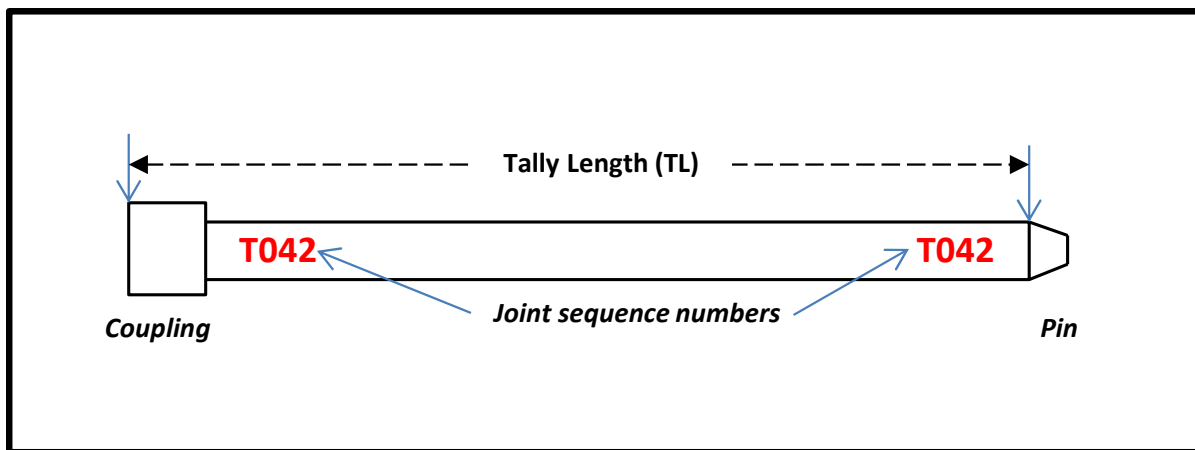 Tally Length (TL)
T042
T042
Joint sequence numbers
Coupling
Pin